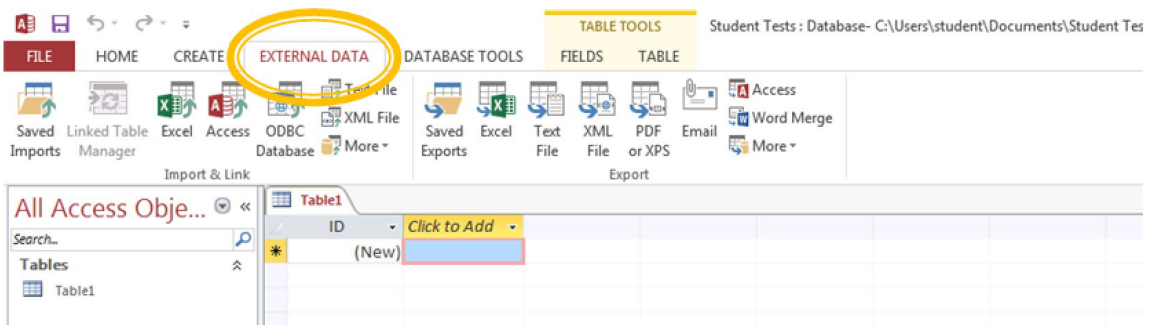 TABLE TOOLS Student Tests : Database- C:\Users\student\Documents\Student Tes
FILE HOME CREATE EXTERNAL DATA DATABASE TOOLS FIELDS TABLE
Text File Access
XML File Word Merge
Saved Imports Linked Table Manager Excel Access ODBC Database More Saved Exports Excel Text File XML File PDF or XPS Email More
Import & Link Export
All Access Obje... « Table1
ID Click to Add
Search...
* (New)
Tables
Table1